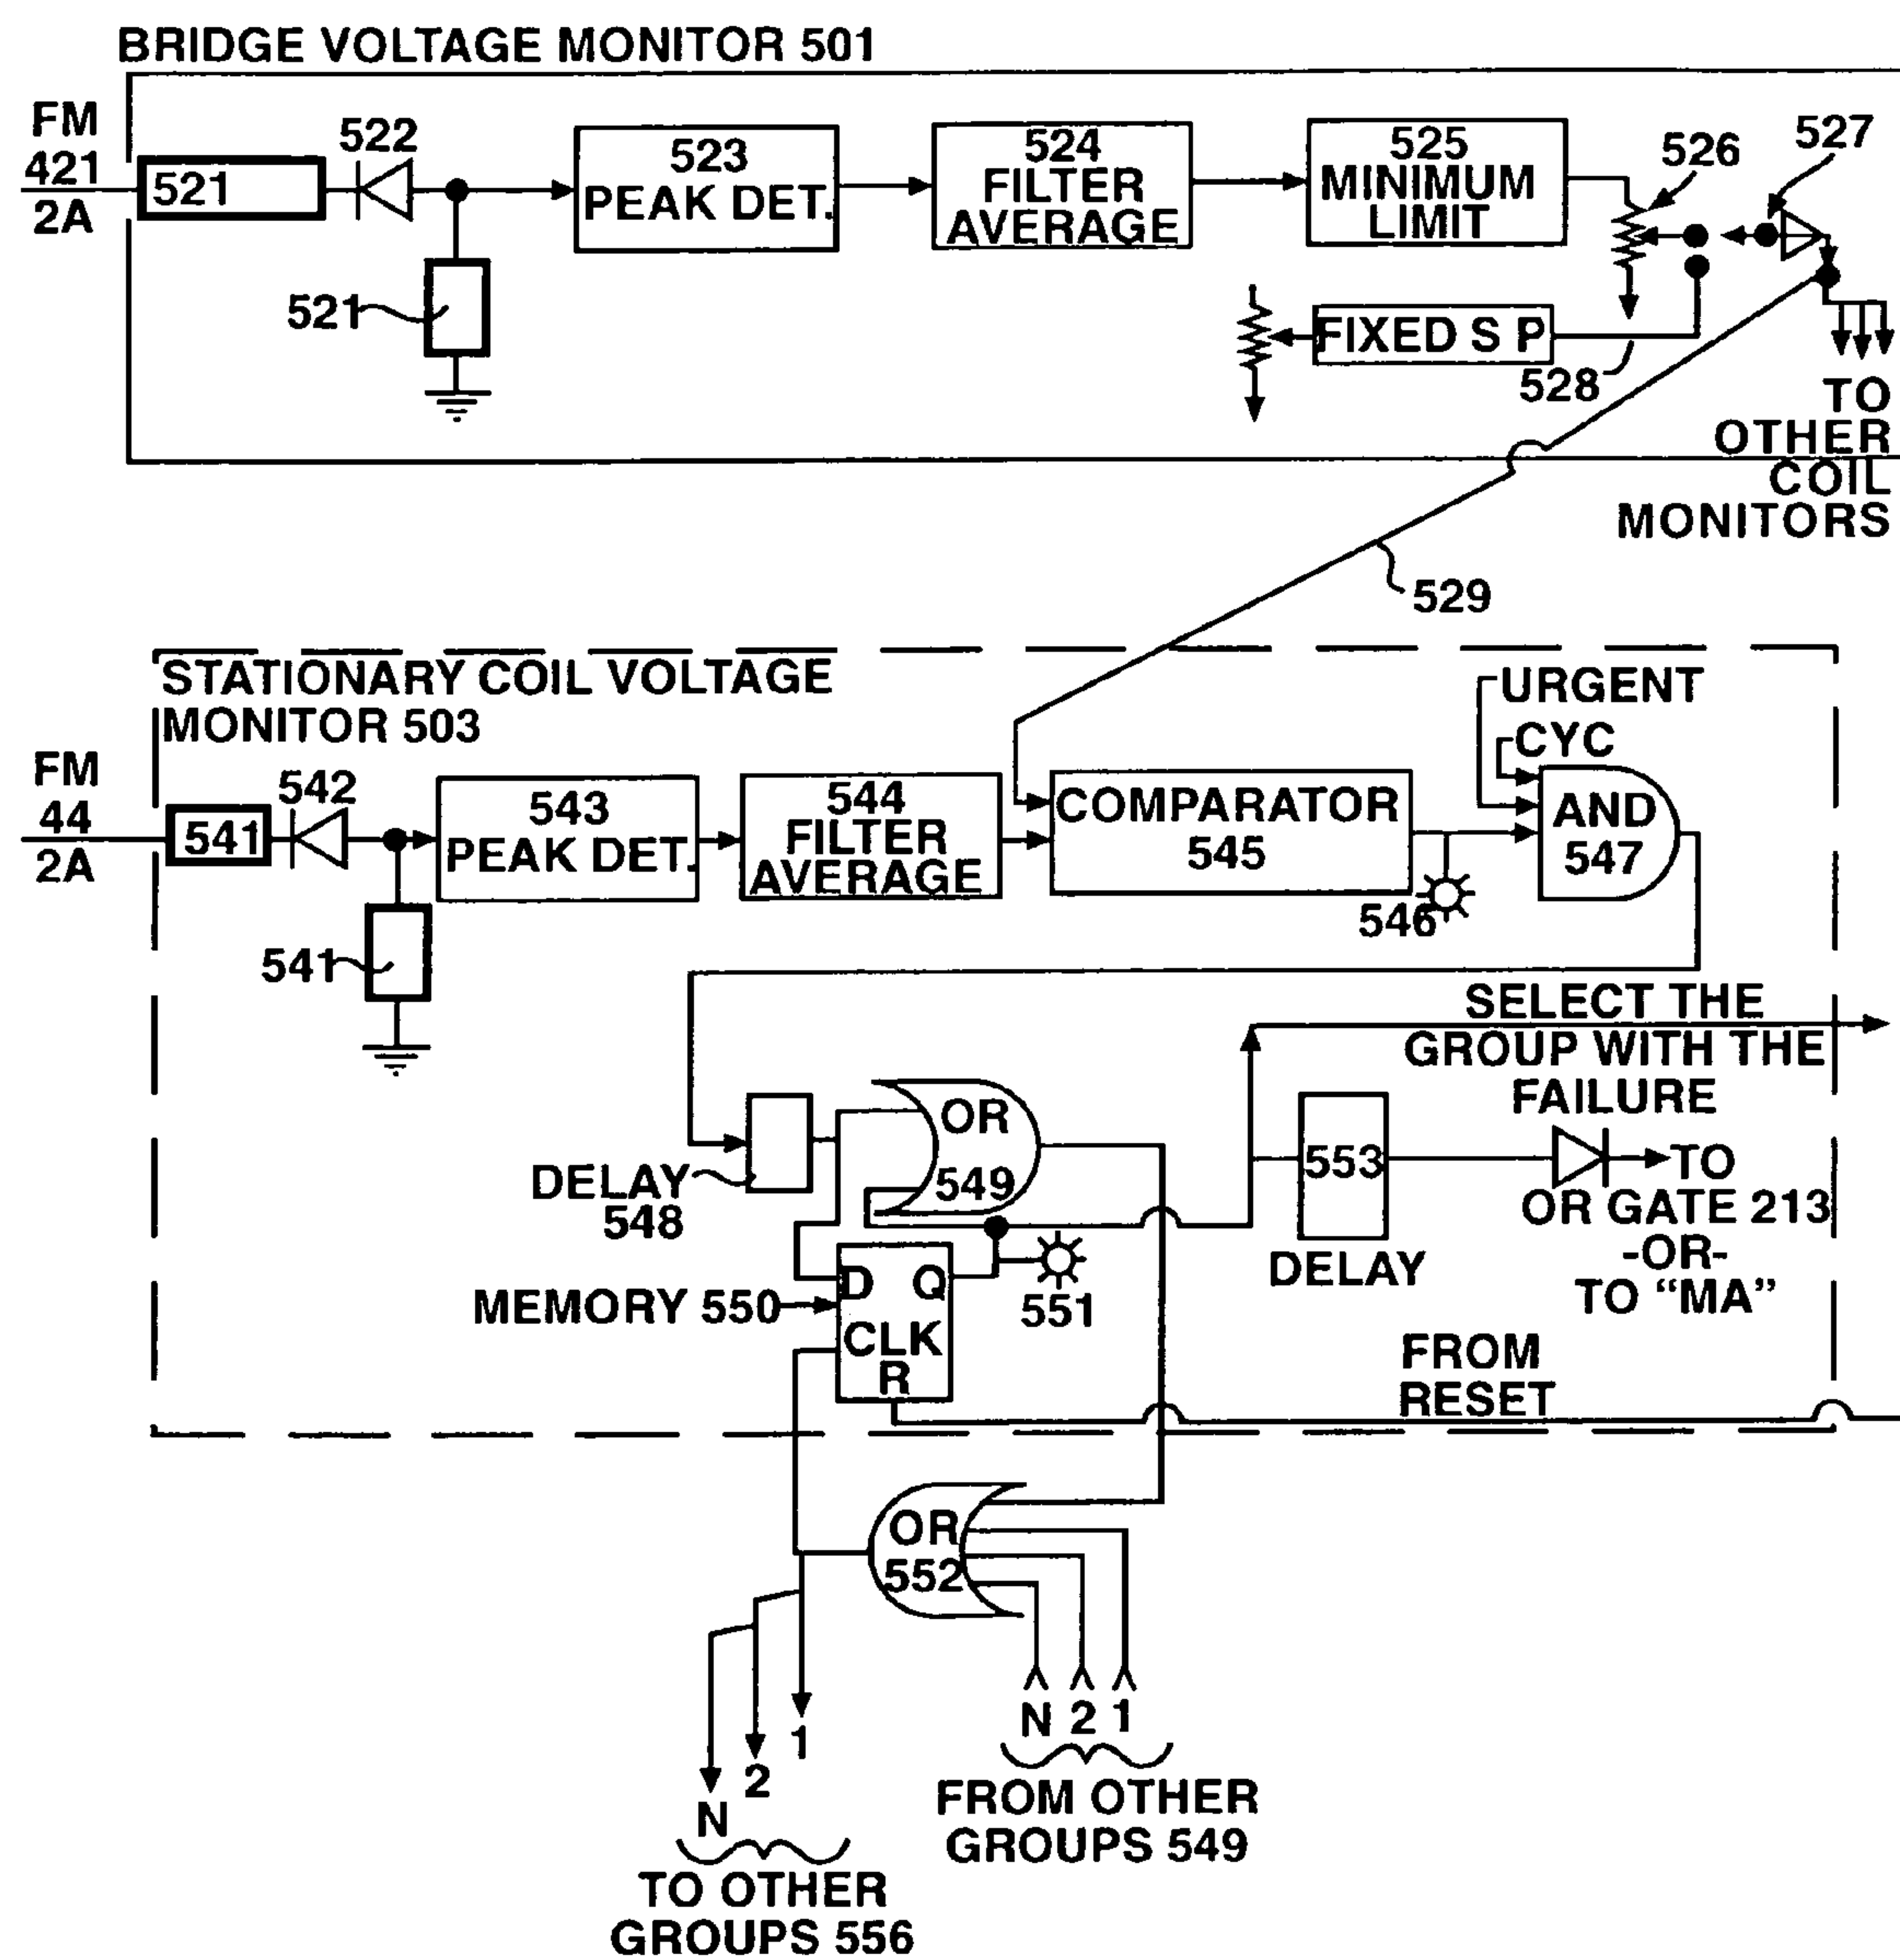 BRIDGE VOLTAGE MONITOR 501
FM
421
2A
521
522
523
PEAK DET.
524
FILTER
AVERAGE
525
MINIMUM
LIMIT
526
527
521
FIXED S P
528
TO
OTHER
COIL
MONITORS
529
STATIONARY COIL VOLTAGE
MONITOR 503
URGENT
CYC
FM
44
2A
541
542
543
PEAK DET.
544
FILTER
AVERAGE
COMPARATOR
545
AND
547
546
541
SELECT THE
GROUP WITH THE
FAILURE
OR
549
DELAY
548
553
DELAY
TO
OR GATE 213
-OR-
TO “MA”
D Q
CLK
R
MEMORY 550
551
FROM
RESET
OR
552
N 2 1
FROM OTHER
GROUPS 549
1
2
N
TO OTHER
GROUPS 556